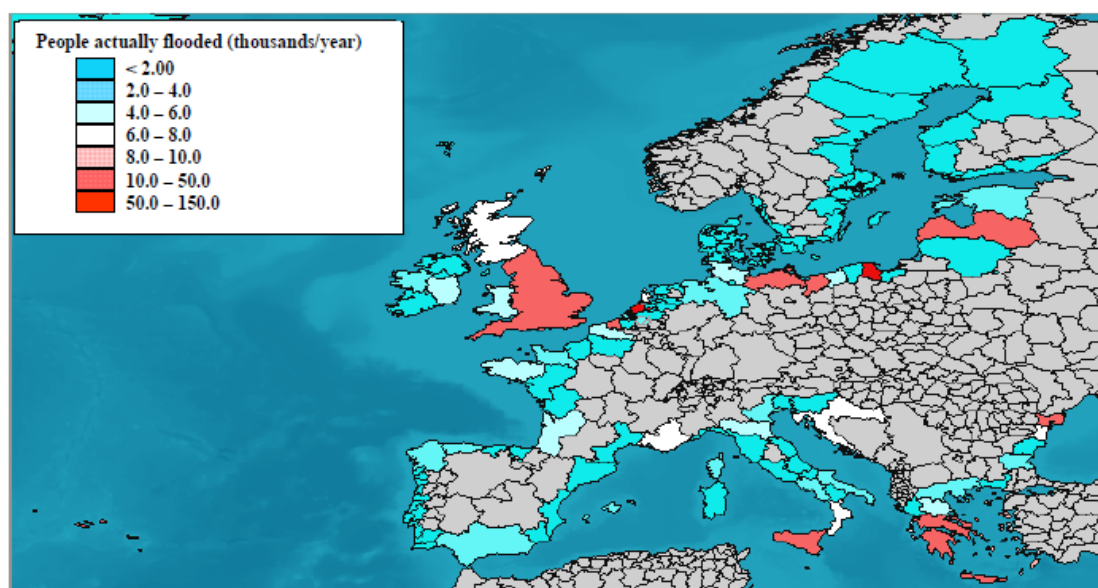 People actually flooded (thousands/year)
< 2.00
2.0 – 4.0
4.0 – 6.0
6.0 – 8.0
8.0 – 10.0
10.0 – 50.0
50.0 – 150.0